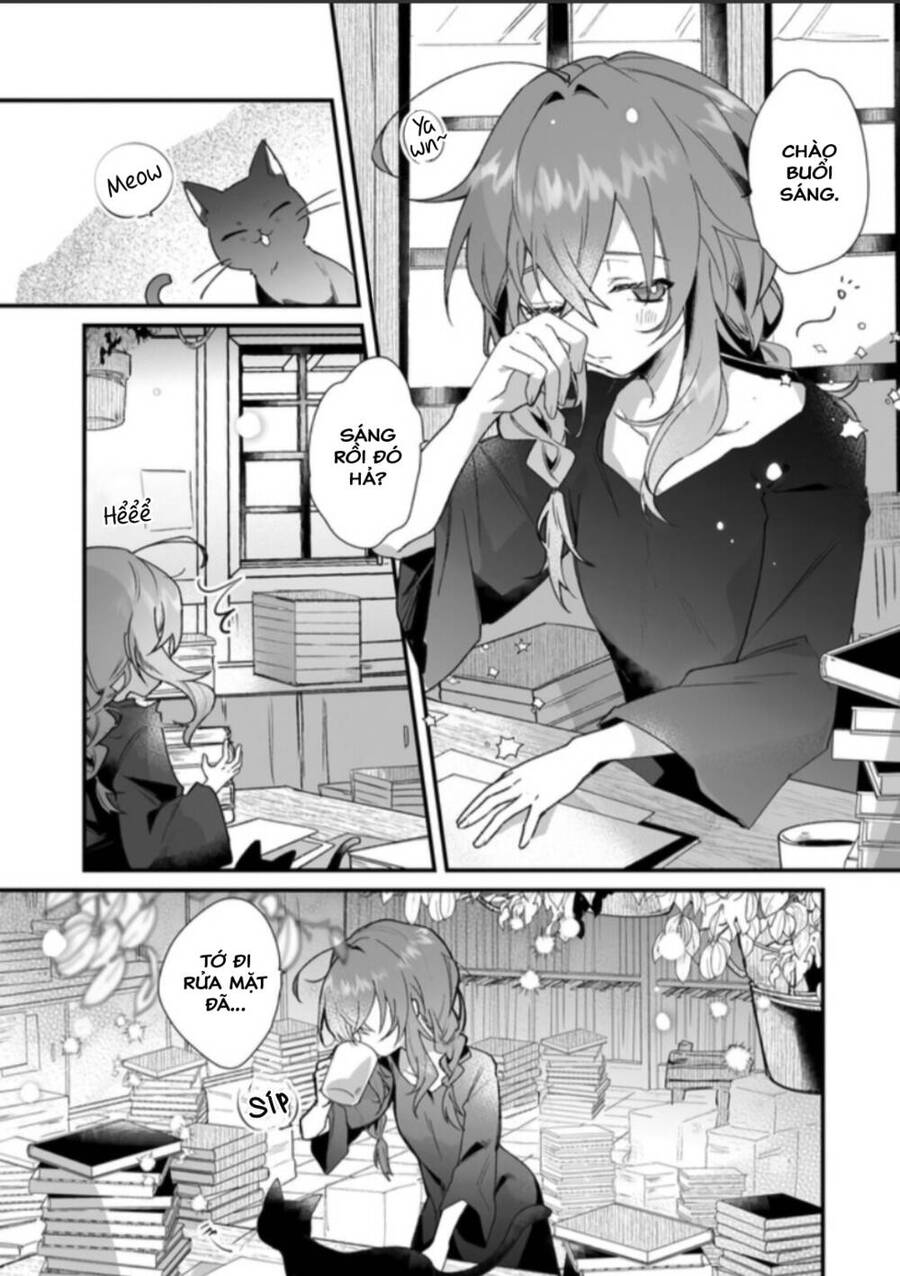 Ya
wn~
CHÀO
BUỔI
SÁNG.
Meow
SÁNG
RỒI ĐÓ
HẢ?
Hểểể
TỚ ĐI
RỬA MẶT
ĐÃ...
SÍP